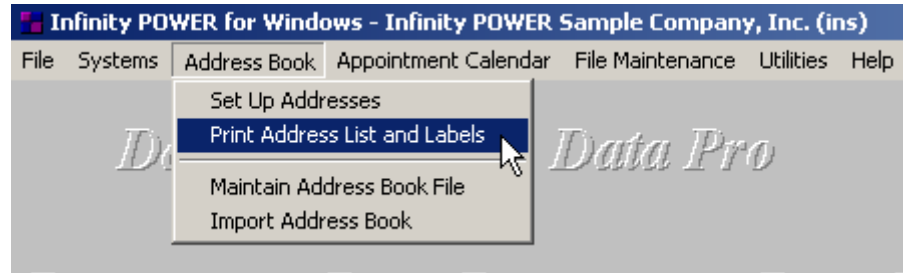 Infinity POWER for Windows - Infinity POWER Sample Company, Inc. (ins)
File Systems Address Book Appointment Calendar File Maintenance Utilities Help
Set Up Addresses
Print Address List and Labels
Data Pro
Maintain Address Book File
Import Address Book